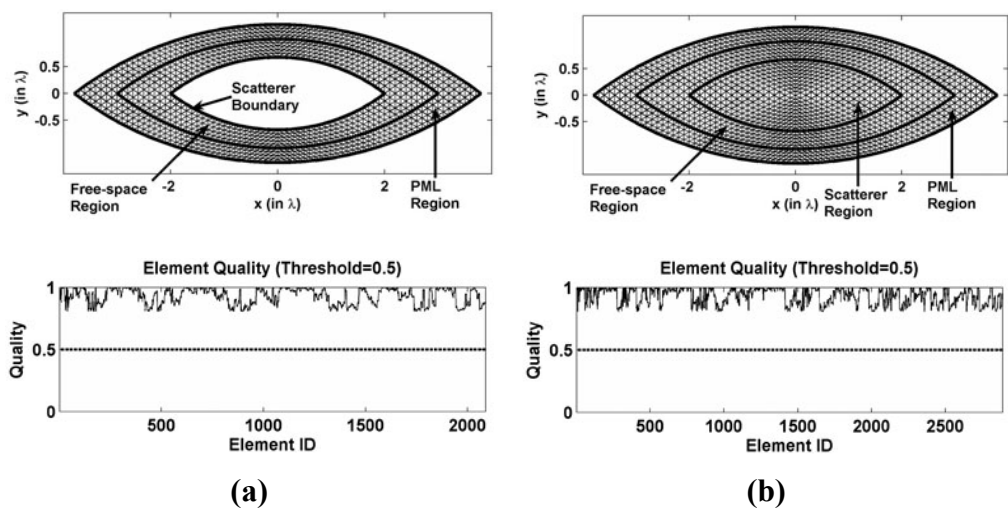 y (in λ)
1
0.5
0
-0.5
Scatterer
Boundary
Free-space
Region
-2
0
2
x (in λ)
PML
Region
y (in λ)
1
0.5
0
-0.5
Free-space
Region
-2
0
2
x (in λ)
Scatterer
Region
PML
Region
Element Quality (Threshold=0.5)
Quality
1
0.5
0
500 1000 1500 2000
Element ID
Element Quality (Threshold=0.5)
Quality
1
0.5
0
500 1000 1500 2000 2500
Element ID
(a)
(b)